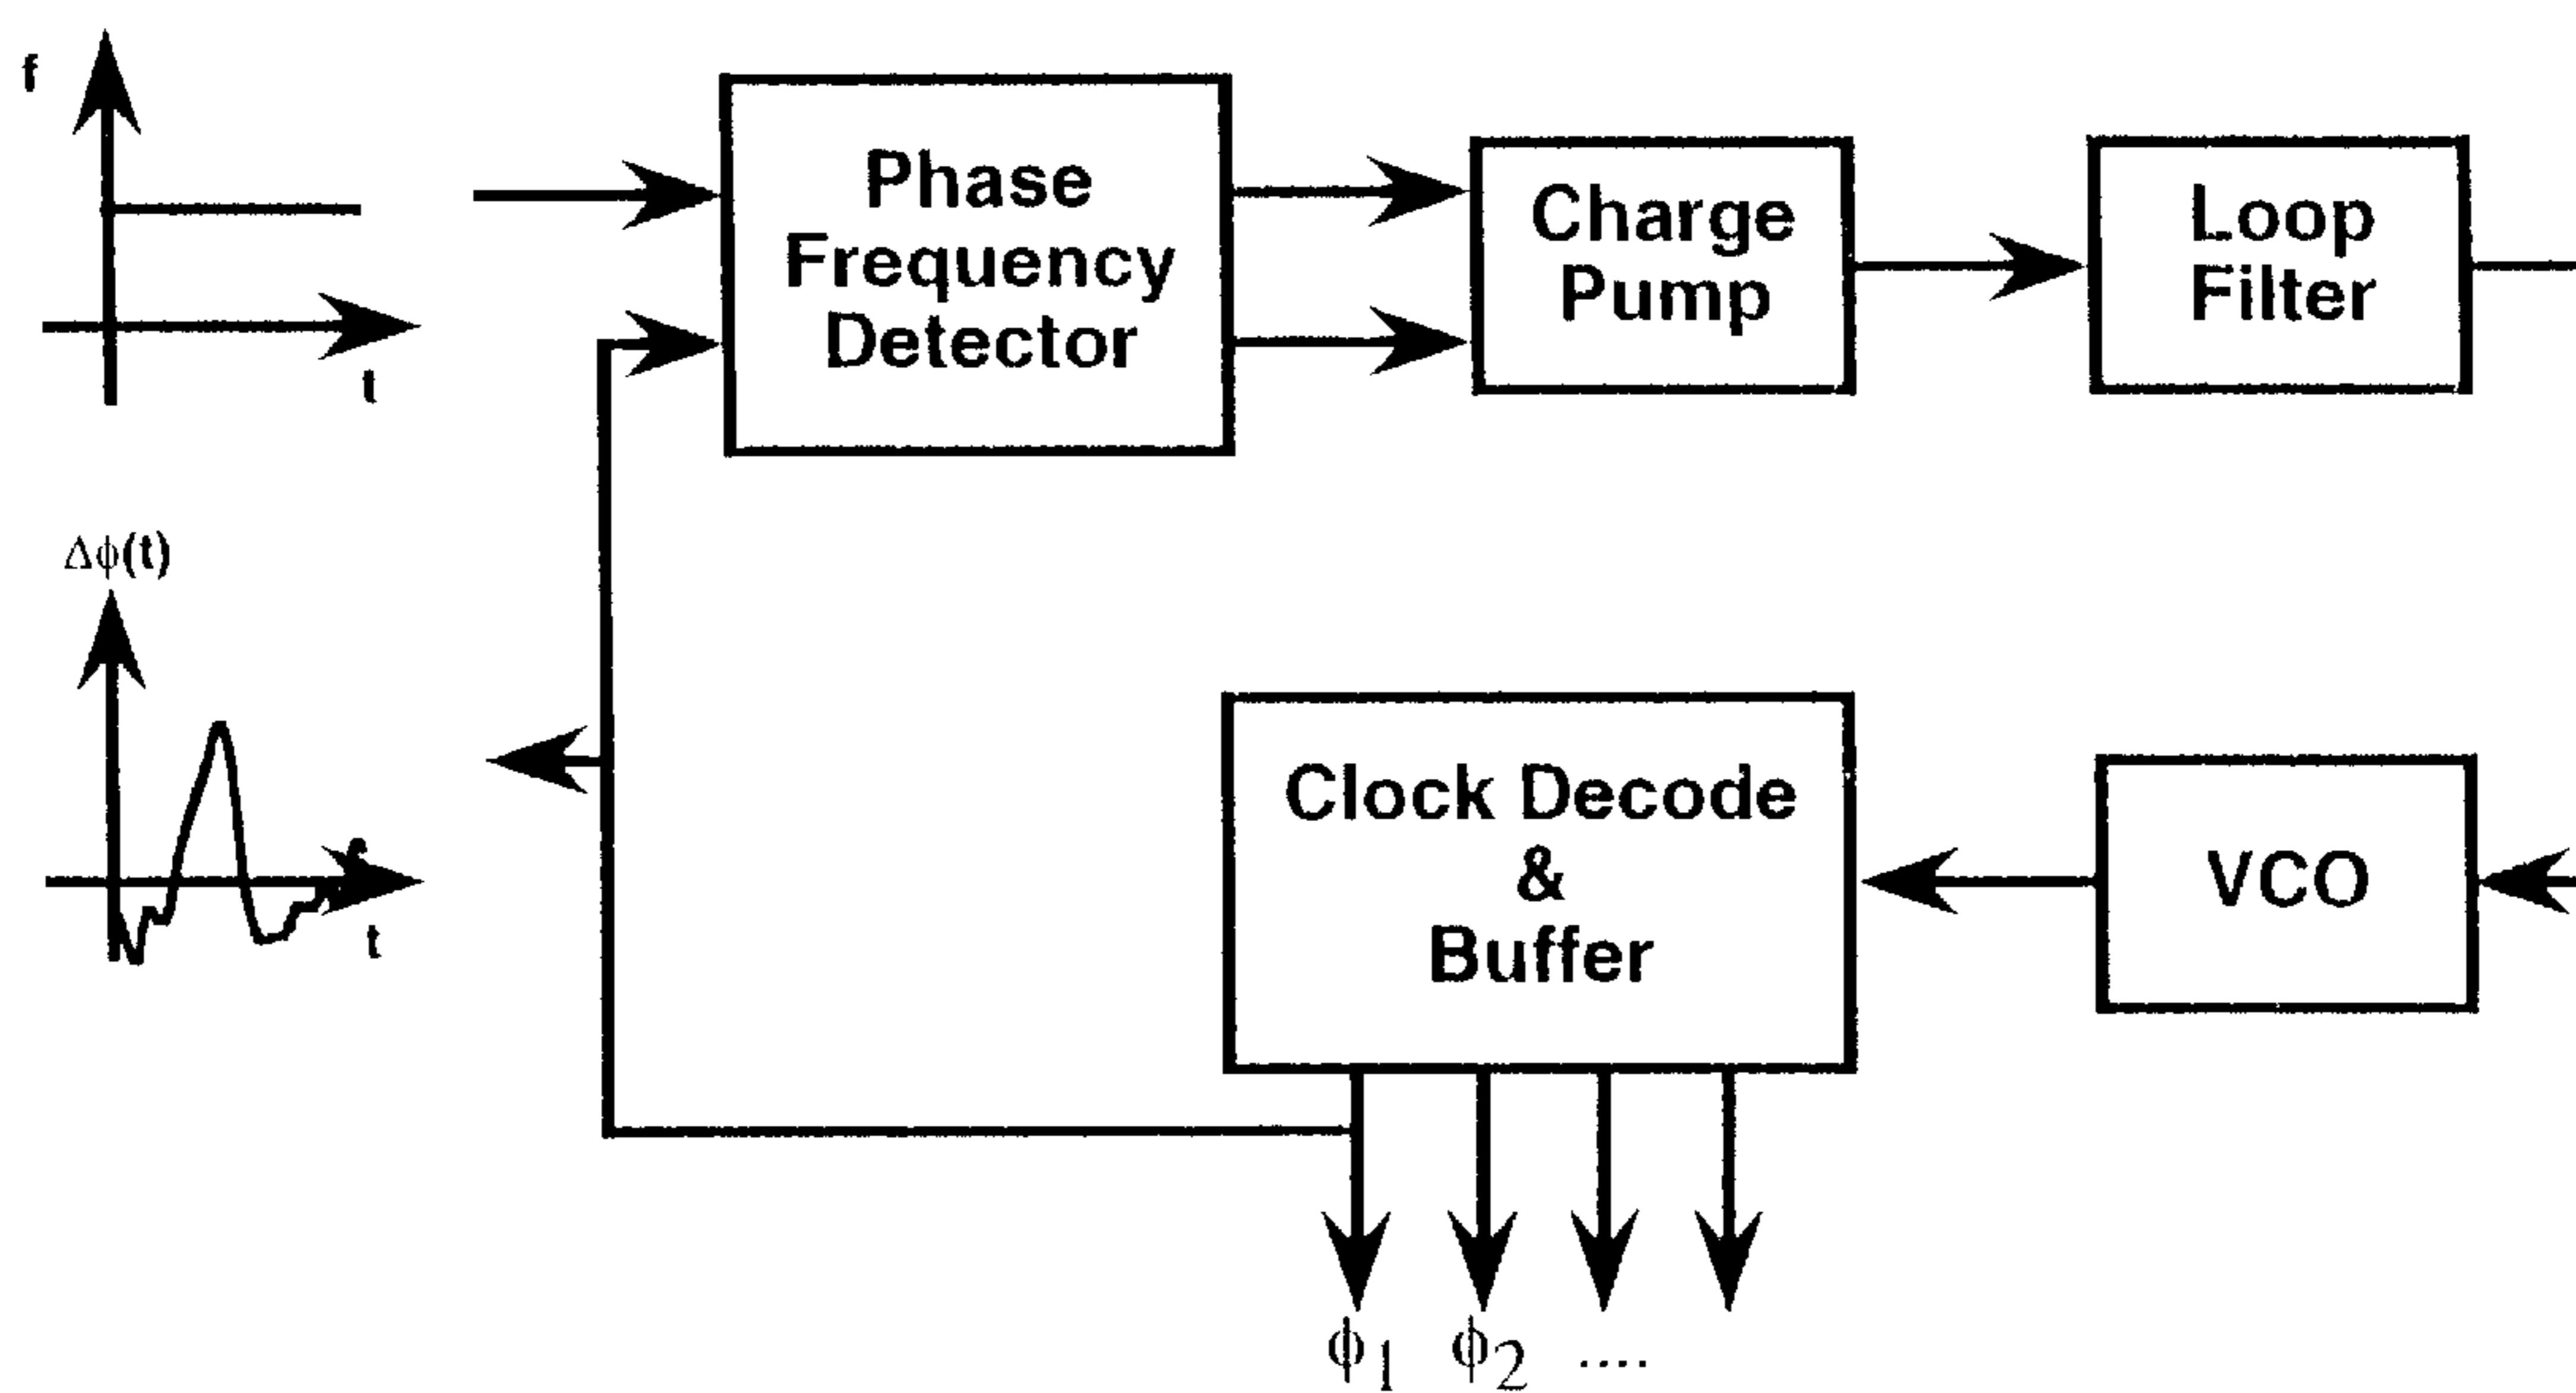 f
t
Phase
Frequency
Detector
Charge
Pump
Loop
Filter
Δϕ(t)
t
Clock Decode
&
Buffer
VCO
ϕ1 ϕ2 ....